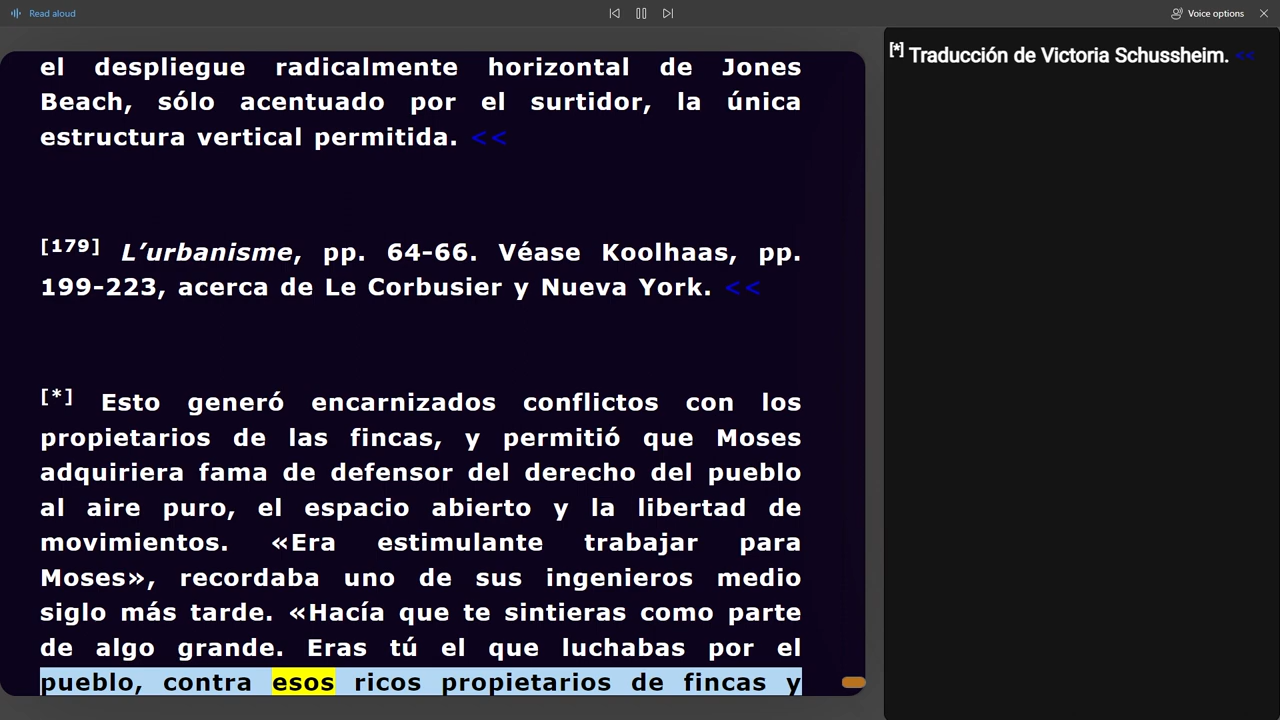 Read aloud
Voice options
el despliegue radicalmente horizontal de Jones
Beach, sólo acentuado por el surtidor, la única
estructura vertical permitida. <<
[179] L’urbanisme, pp. 64-66. Véase Koolhaas, pp.
199-223, acerca de Le Corbusier y Nueva York. <<
[*] Esto generó encarnizados conflictos con los
propietarios de las fincas, y permitió que Moses
adquiriera fama de defensor del derecho del pueblo
al aire puro, el espacio abierto y la libertad de
movimientos. «Era estimulante trabajar para
Moses», recordaba uno de sus ingenieros medio
siglo más tarde. «Hacía que te sintieras como parte
de algo grande. Eras tú el que luchabas por el
pueblo, contra esos ricos propietarios de fincas y
[*] Traducción de Victoria Schussheim. <<